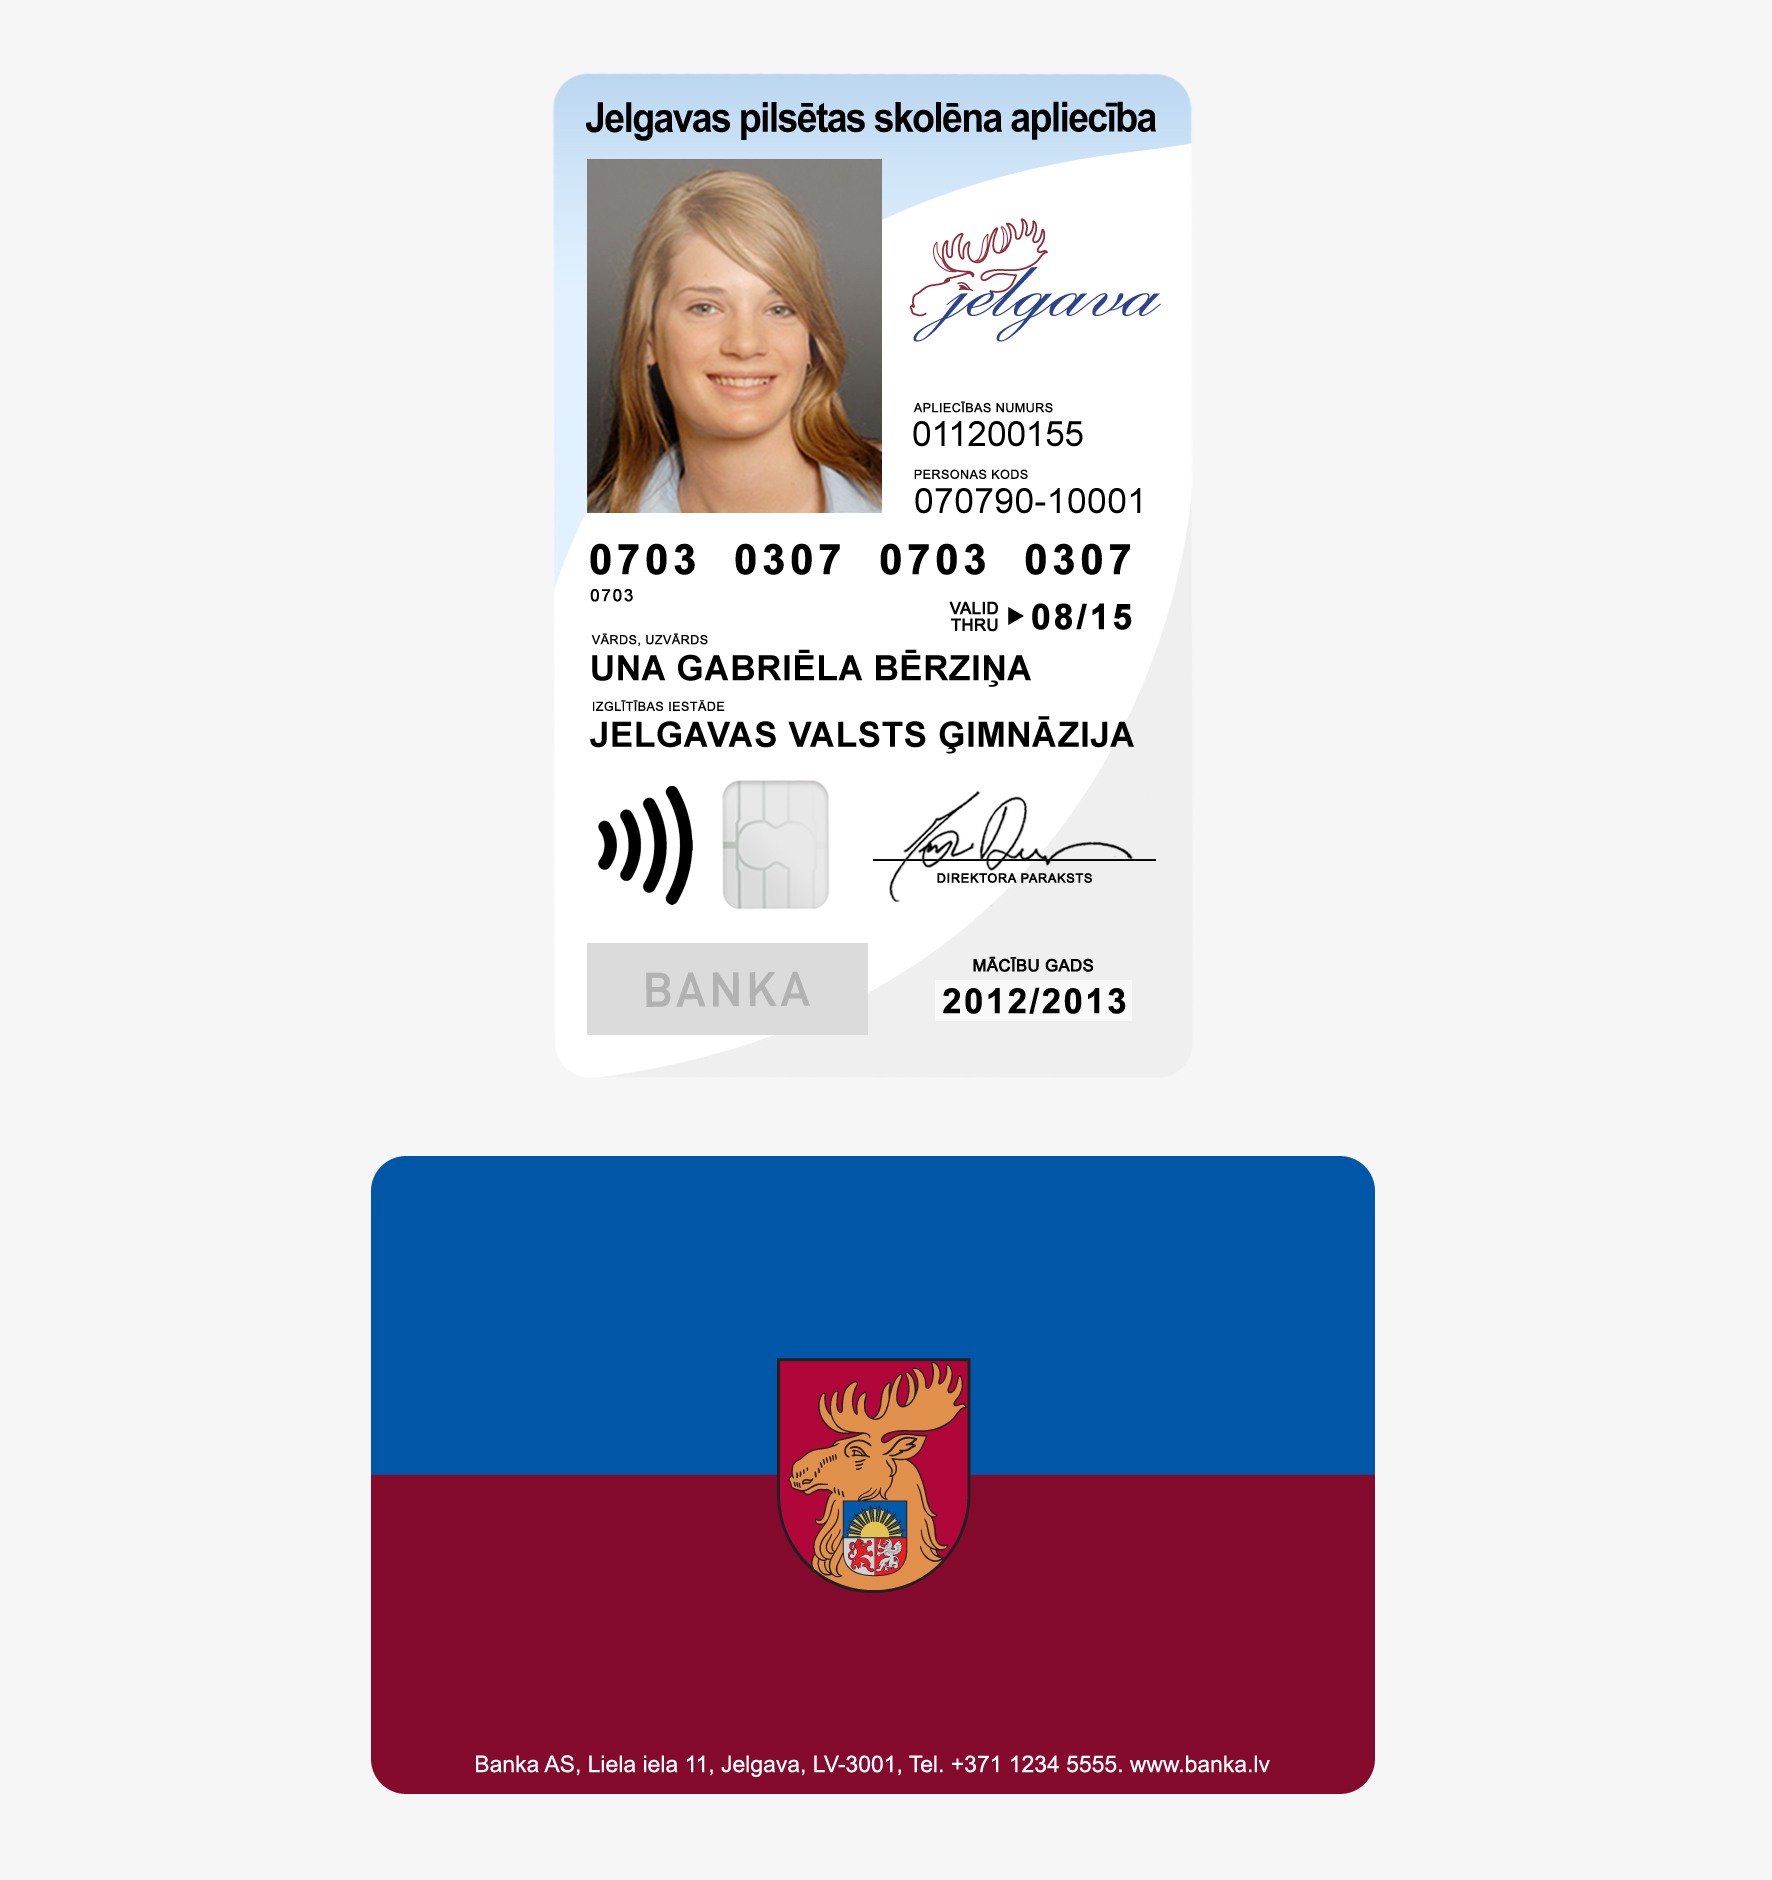 Jelgavas pilsētas skolēna apliecība
jelgava
APLIECĪBAS NUMURS
011200155
PERSONAS KODS
070790-10001
0703 0307 0703 0307
0703
VALID THRU ▶ 08/15
VĀRDS, UZVĀRDS
UNA GABRIĒLA BĒRZIŅA
IZGLĪTĪBAS IESTĀDE
JELGAVAS VALSTS ĢIMNĀZIJA
DIREKTORA PARAKSTS
BANKA
MĀCĪBU GADS
2012/2013
Banka AS, Liela iela 11, Jelgava, LV-3001, Tel. +371 1234 5555. www.banka.lv